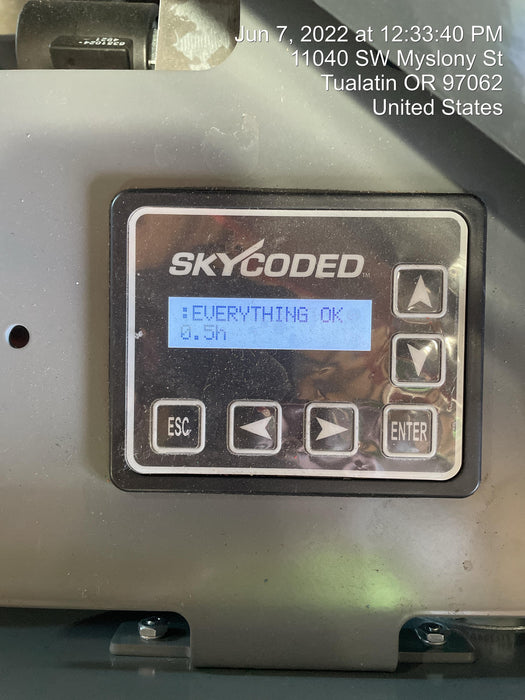 Jun 7, 2022 at 12:33:40 PM
11040 SW Myslony St
Tualatin OR 97062
United States
SKYCODED
:EVERYTHING OK
0.5h
ESC
ENTER